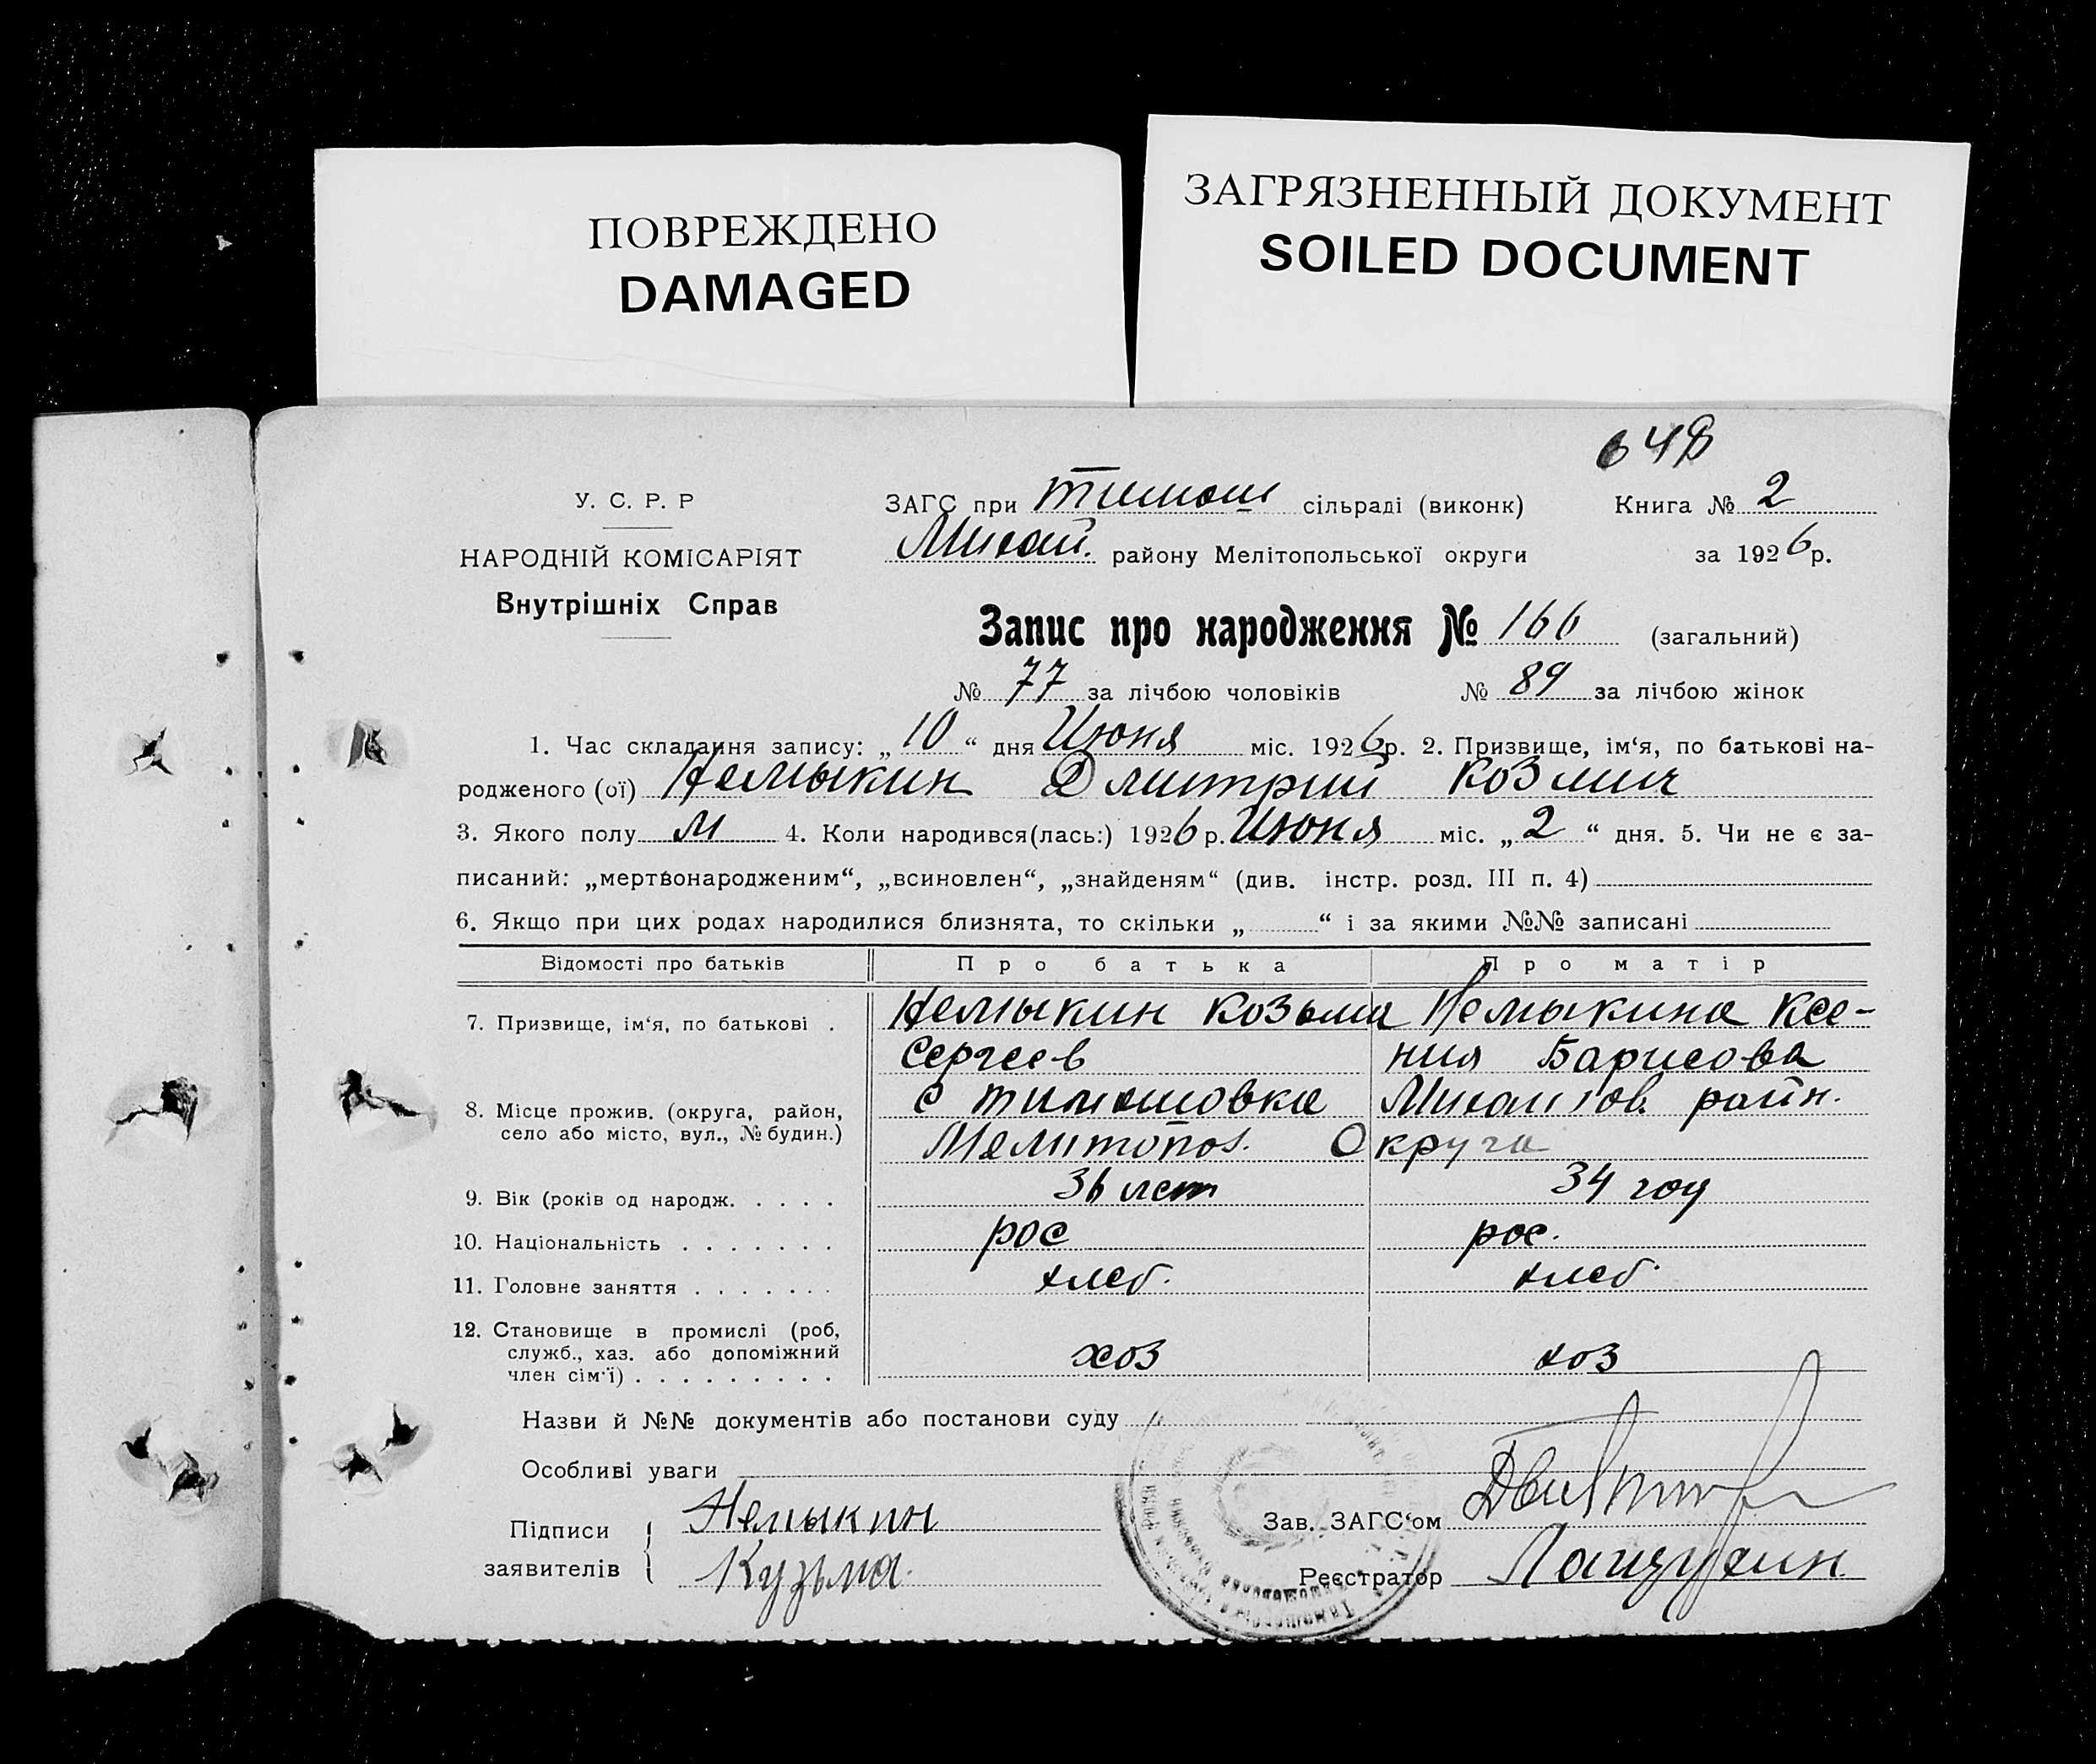 ПОВРЕЖДЕНО
DAMAGED
ЗАГРЯЗНЕННЫЙ ДОКУМЕНТ
SOILED DOCUMENT
648
У. С. Р. Р
НАРОДНІЙ КОМІСАРІЯТ
Внутрішніх Справ
ЗАГС при Тимош сільраді (виконк) Книга № 2
Михай. району Мелітопольської округи за 1926 р.
Запис про народження № 166 (загальний)
№ 77 за лічбою чоловіків № 89 за лічбою жінок
1. Час складання запису: „10“ дня Июня міс. 1926 р. 2. Призвище, ім‘я, по батькові на-
родженого (ої) Немыкин Дмитрий Козмич
3. Якого полу м 4. Коли народився(лась:) 1926 р. Июня міс. „2“ дня. 5. Чи не є за-
писаний: „мертвонародженим“, „всиновлен“, „знайденям“ (див. інстр. розд. III п. 4)
6. Якщо при цих родах народилися близнята, то скільки „ “ і за якими №№ записані
Відомості про батьків Про батька Про матір
7. Призвище, ім‘я, по батькові . Немыкин Козьма Немыкина Ксе-
Сергеев ния Барисова
8. Місце прожив. (округа, район, с Тимошовка Михайлов. райн.
село або місто, вул., № будин.) Мелитопол. Округа
9. Вік (років од народж. . . . . 36 лет 34 год
10. Національність . . . . . . . рос рос.
11. Головне заняття . . . . . . . хлеб. хлеб.
12. Становище в промислі (роб,
служб., хаз. або допоміжний хоз хоз
член сім‘ї) . . . . . . . . .
Назви й №№ документів або постанови суду
Особливі уваги
Підписи Немыкин Зав. ЗАГС‘ом
заявителів Кузьма. Реєстратор